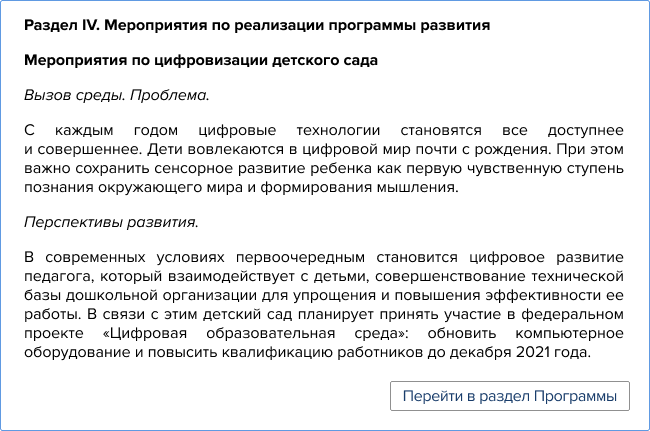 Раздел IV. Мероприятия по реализации программы развития
Мероприятия по цифровизации детского сада
Вызов среды. Проблема.
С каждым годом цифровые технологии становятся все доступнее
и совершеннее. Дети вовлекаются в цифровой мир почти с рождения. При этом
важно сохранить сенсорное развитие ребенка как первую чувственную ступень
познания окружающего мира и формирования мышления.
Перспективы развития.
В современных условиях первоочередным становится цифровое развитие
педагога, который взаимодействует с детьми, совершенствование технической
базы дошкольной организации для упрощения и повышения эффективности ее
работы. В связи с этим детский сад планирует принять участие в федеральном
проекте «Цифровая образовательная среда»: обновить компьютерное
оборудование и повысить квалификацию работников до декабря 2021 года.
Перейти в раздел Программы